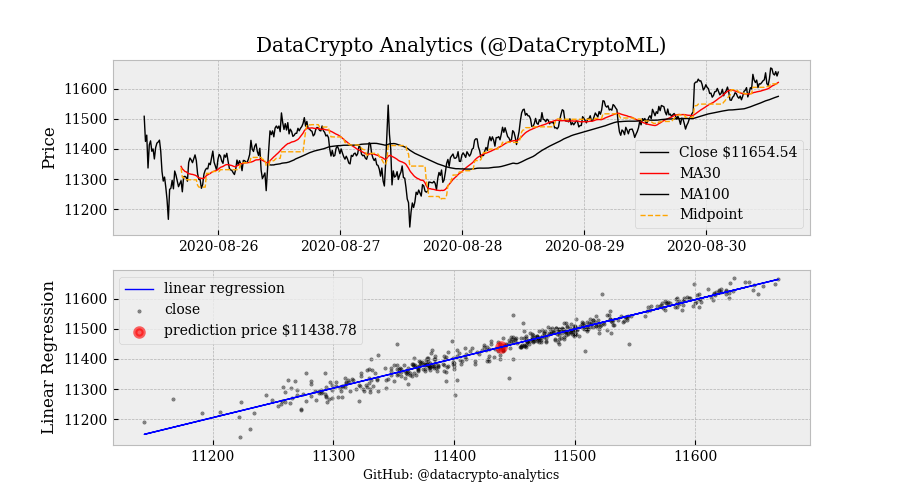 DataCrypto Analytics (@DataCryptoML)
Price
11600
11500
11400
11300
11200
Close $11654.54
MA30
MA100
Midpoint
2020-08-26 2020-08-27 2020-08-28 2020-08-29 2020-08-30
Linear Regression
11600
11500
11400
11300
11200
linear regression
close
prediction price $11438.78
11200 11300 11400 11500 11600
GitHub: @datacrypto-analytics